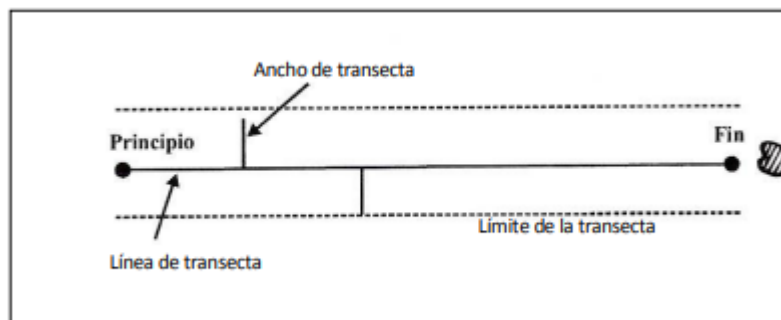 Ancho de transecta
Principio
Fin
Límite de la transecta
Línea de transecta